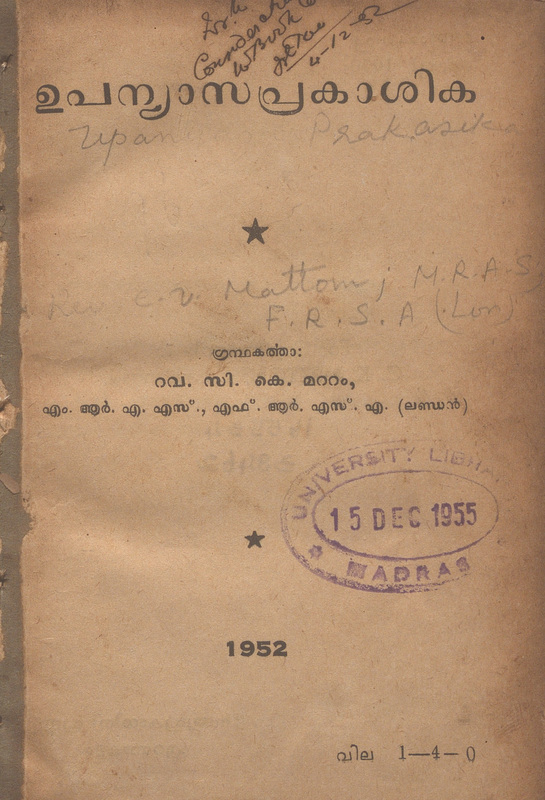 ഉപന്യാസപ്രകാശിക
Upan Prakasika
Rev. C. V. Mattom; M.R.A.S,
F.R.S.A (Lon)
ഗ്രന്ഥകർത്താ:
റവ. സി. കെ. മററം,
എം. ആർ. എ. എസ്., എഫ്. ആർ. എസ്. എ. (ലണ്ടൻ)
UNIVERSITY LIBRA
15 DEC 1955
MADRAS
1952
വില 1—4—0